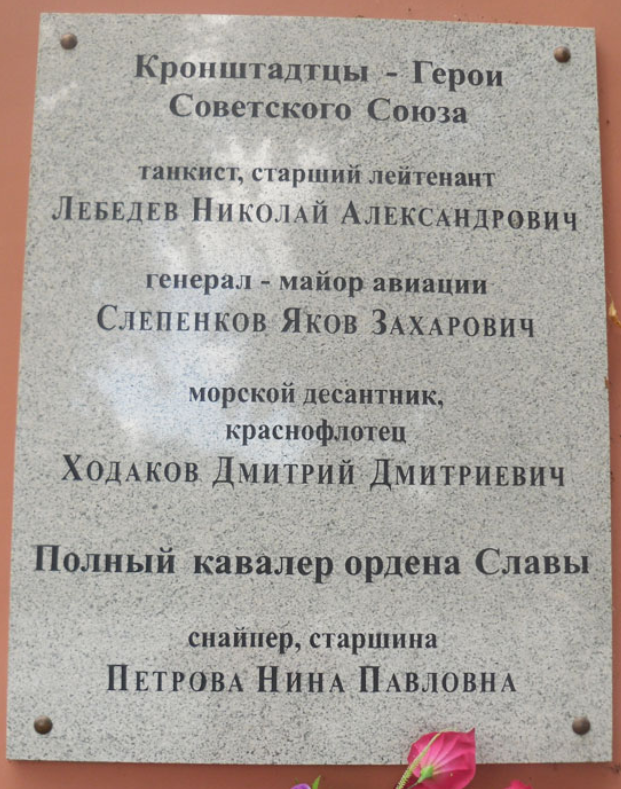 Кронштадтцы - Герои
Советского Союза
танкист, старший лейтенант
ЛЕБЕДЕВ НИКОЛАЙ АЛЕКСАНДРОВИЧ
генерал - майор авиации
СЛЕПЕНКОВ ЯКОВ ЗАХАРОВИЧ
морской десантник,
краснофлотец
ХОДАКОВ ДМИТРИЙ ДМИТРИЕВИЧ
Полный кавалер ордена Славы
снайпер, старшина
ПЕТРОВА НИНА ПАВЛОВНА